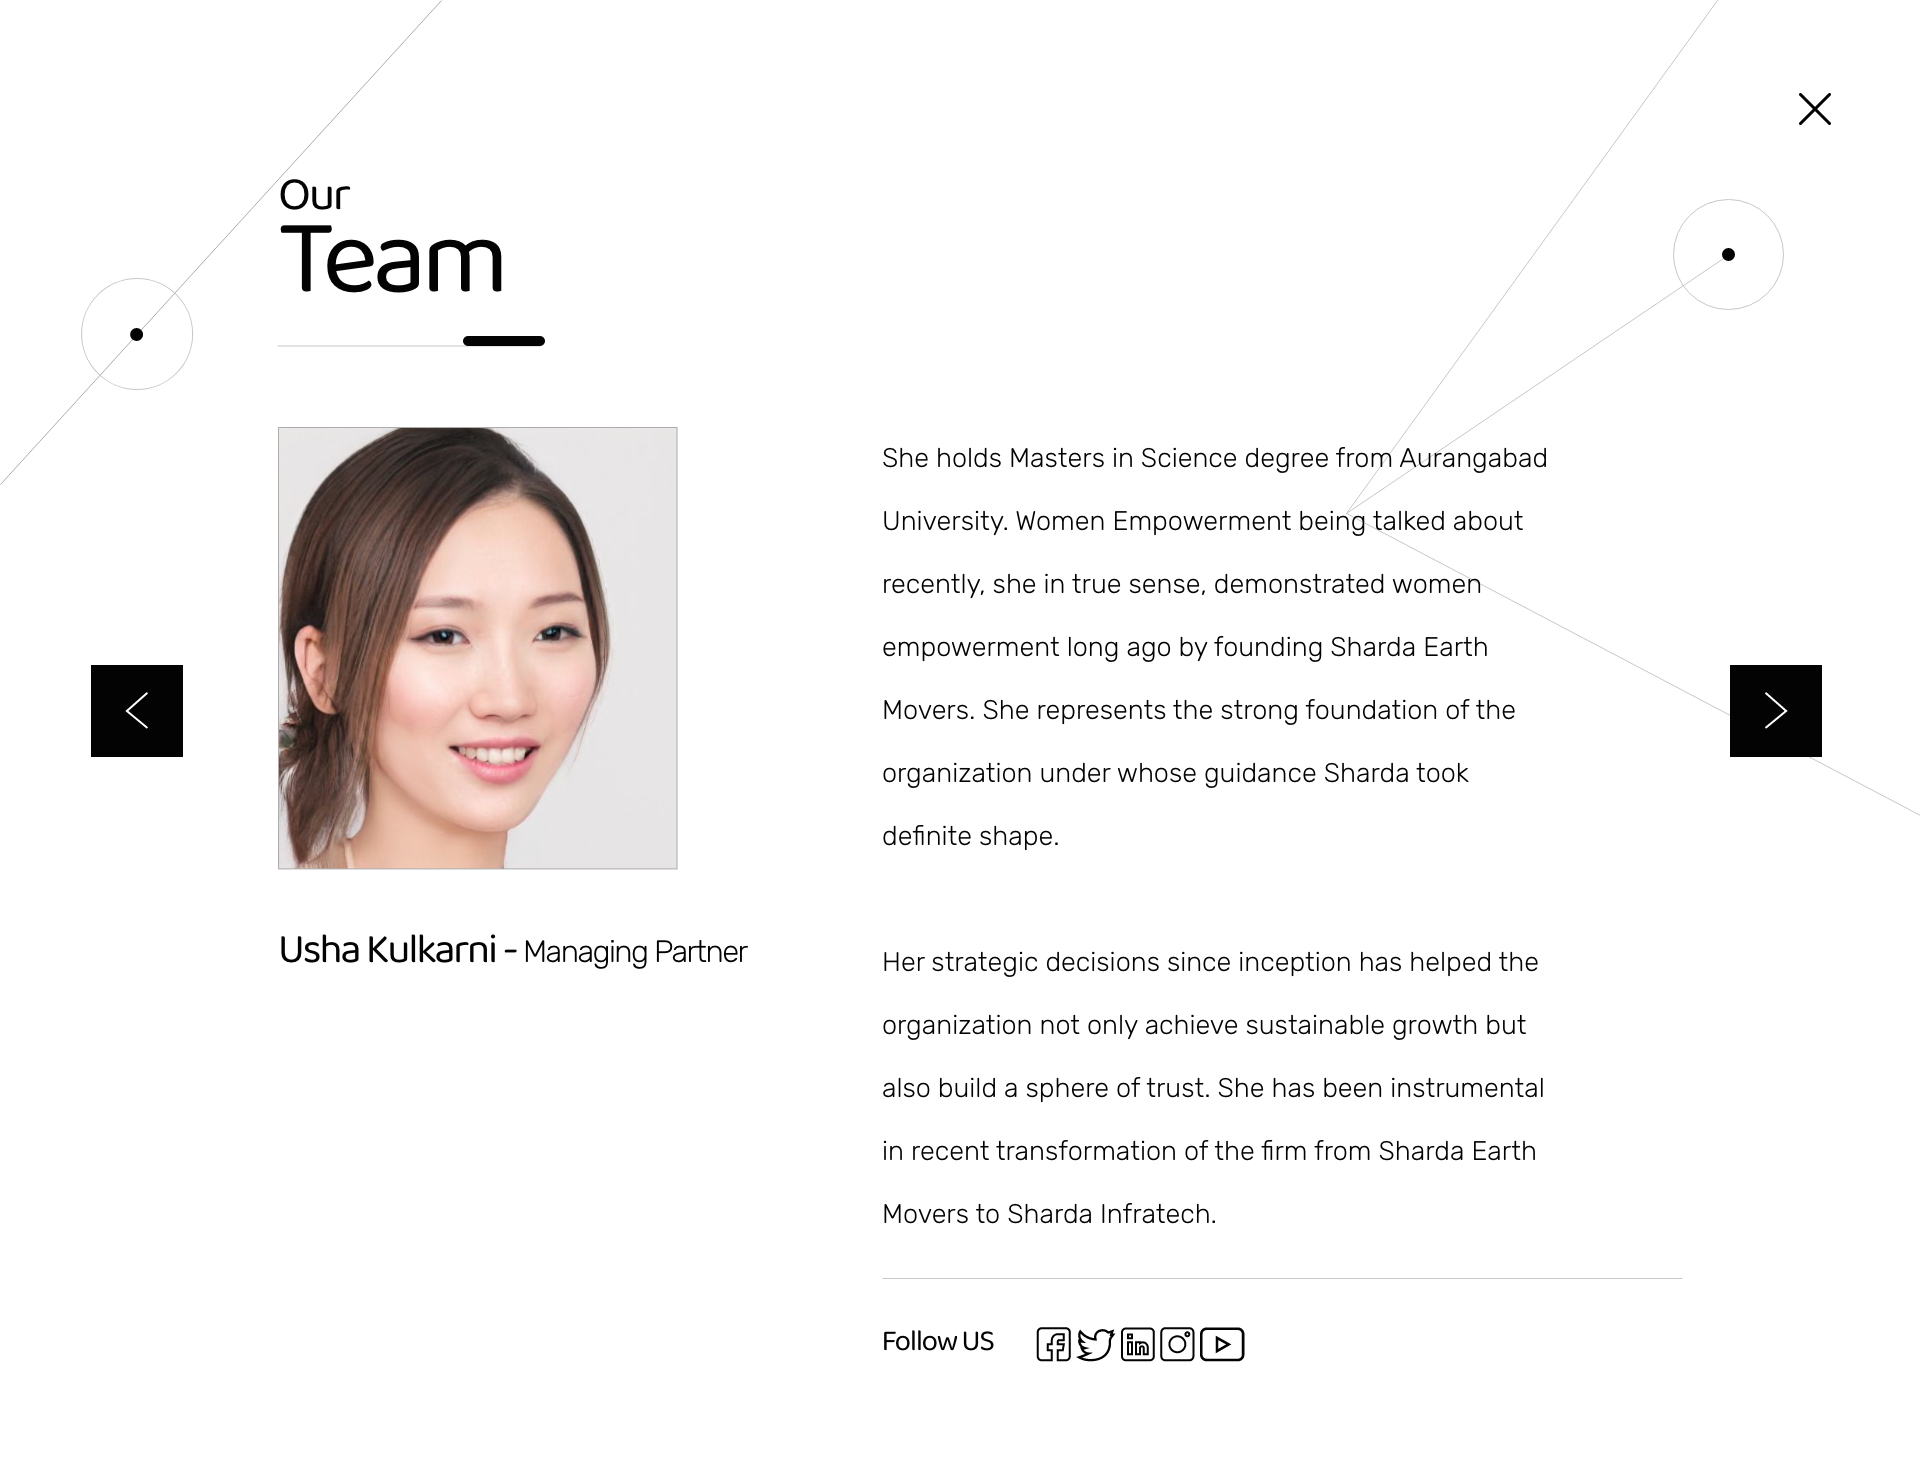 Our
Team
She holds Masters in Science degree from Aurangabad
University. Women Empowerment being talked about
recently, she in true sense, demonstrated women
empowerment long ago by founding Sharda Earth
Movers. She represents the strong foundation of the
organization under whose guidance Sharda took
definite shape.
Usha Kulkarni - Managing Partner
Her strategic decisions since inception has helped the
organization not only achieve sustainable growth but
also build a sphere of trust. She has been instrumental
in recent transformation of the firm from Sharda Earth
Movers to Sharda Infratech.
Follow US